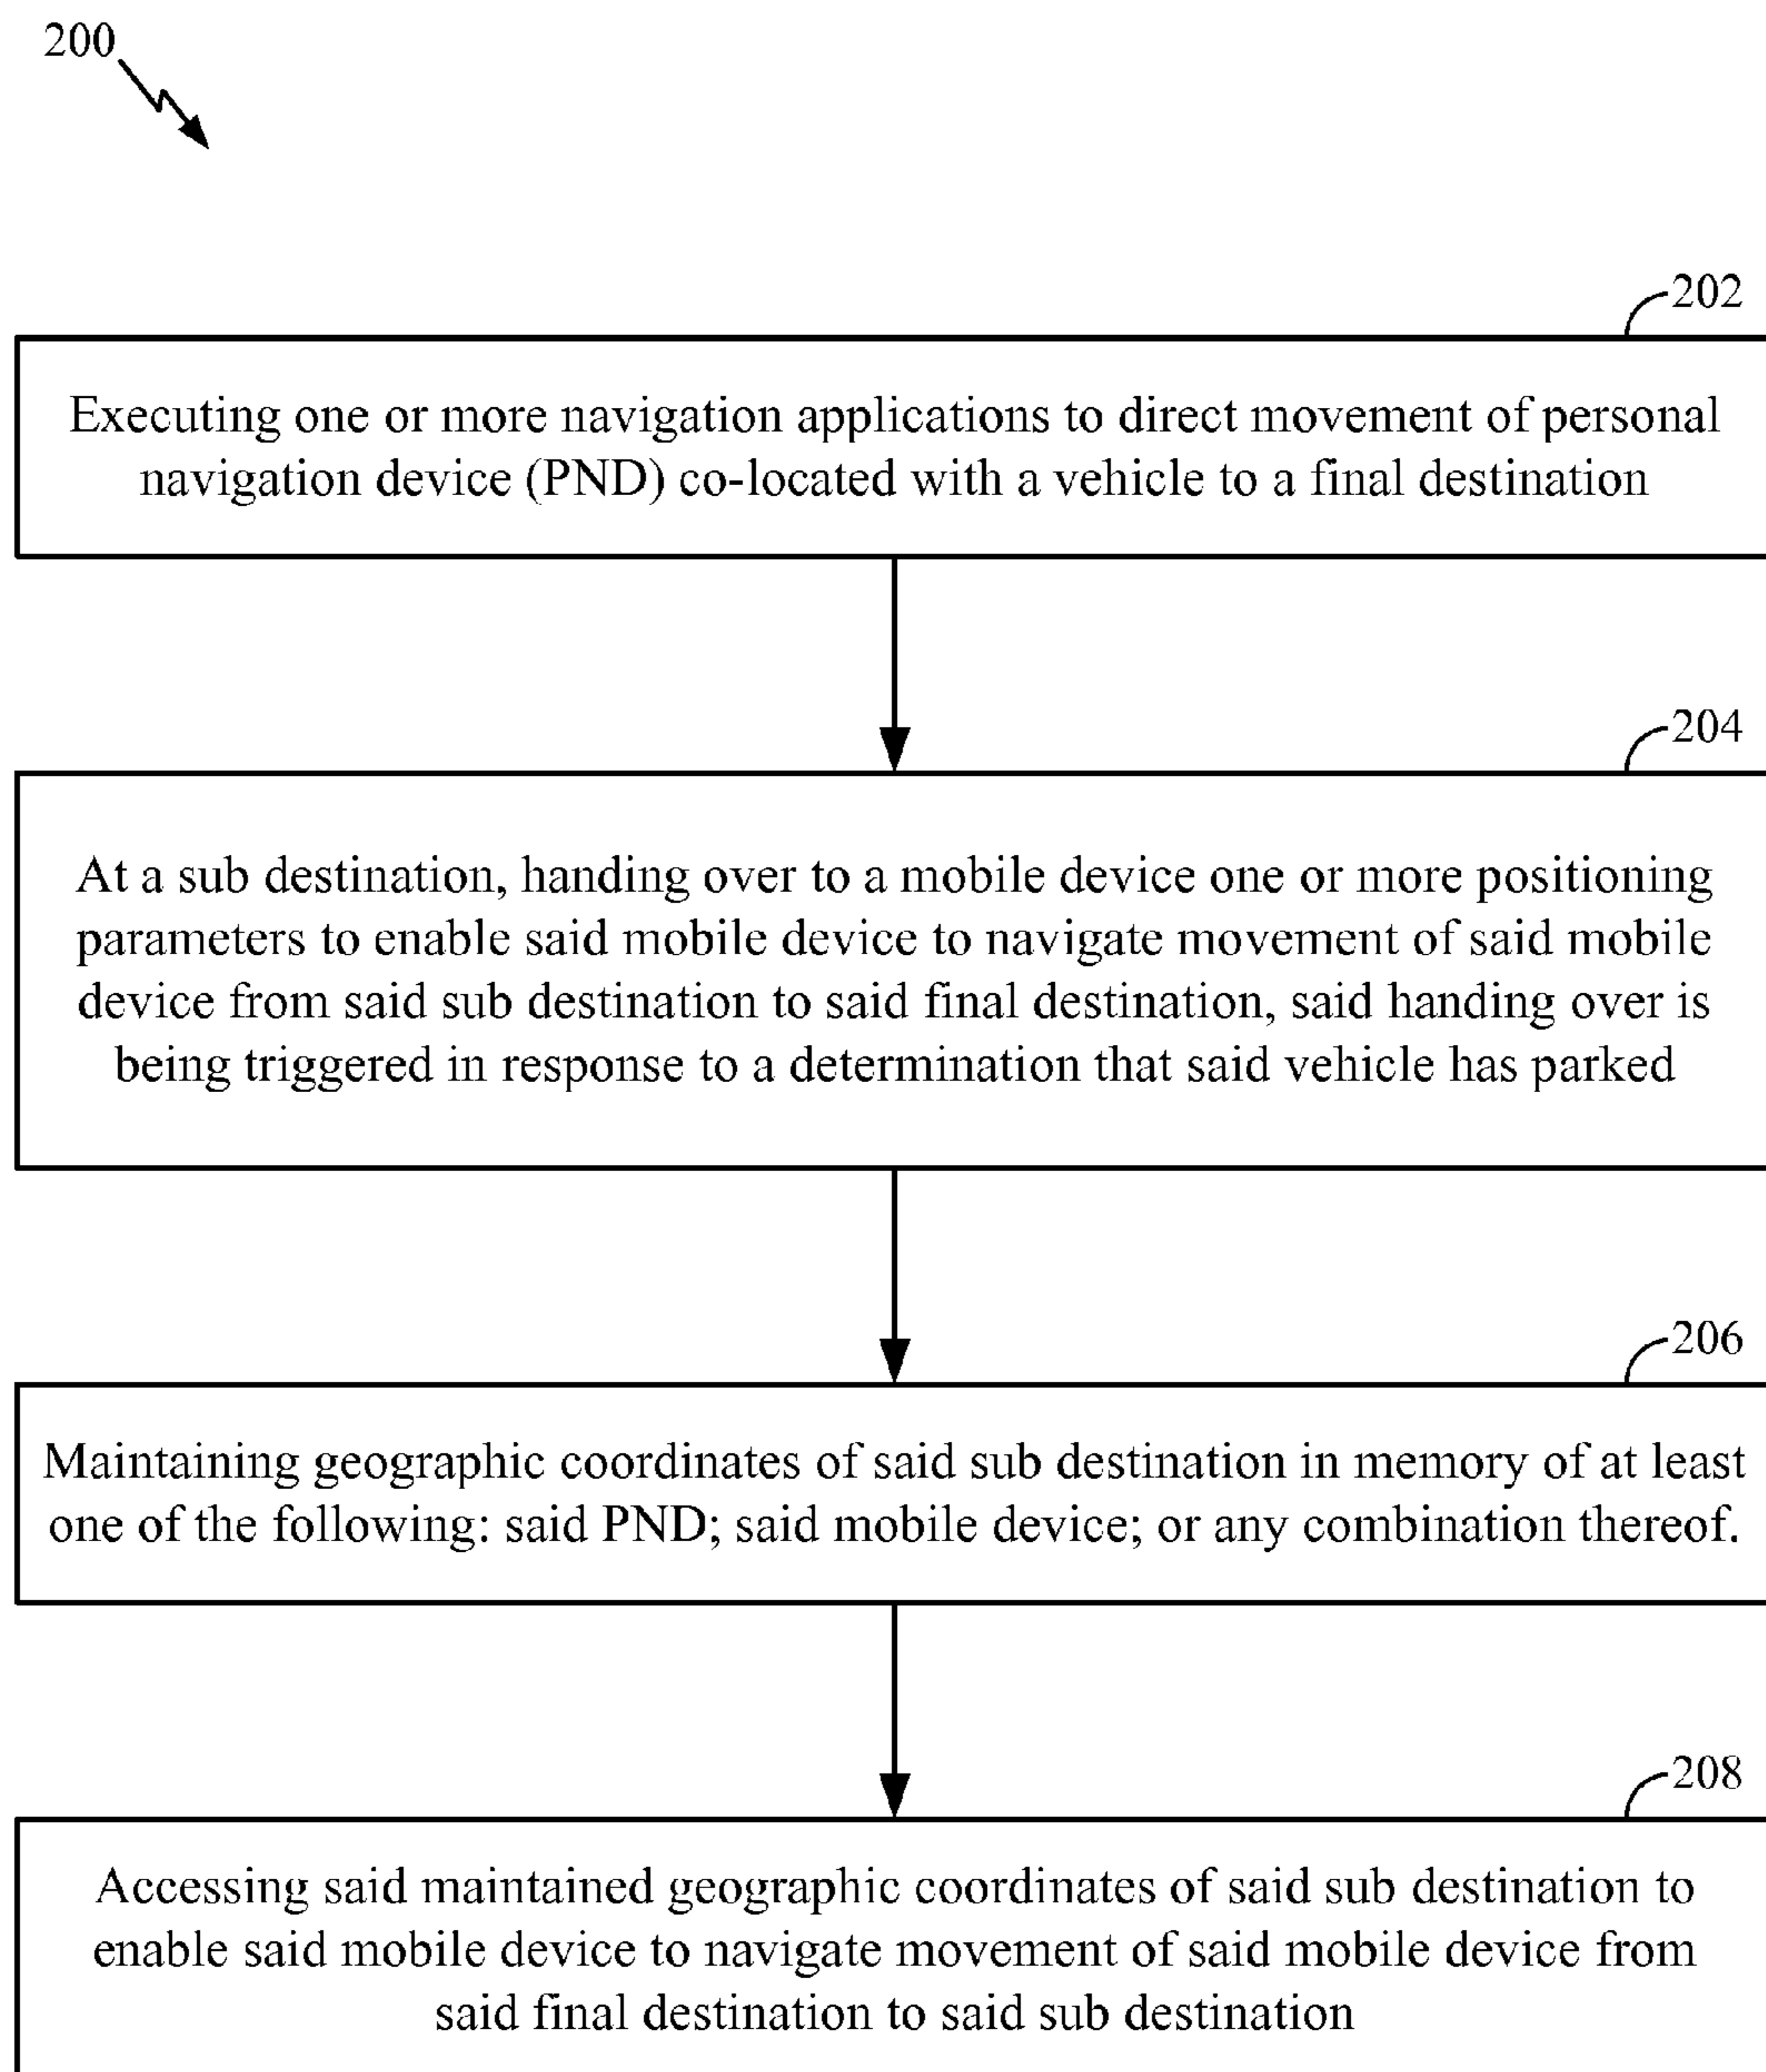 200
202
Executing one or more navigation applications to direct movement of personal
navigation device (PND) co-located with a vehicle to a final destination
204
At a sub destination, handing over to a mobile device one or more positioning
parameters to enable said mobile device to navigate movement of said mobile
device from said sub destination to said final destination, said handing over is
being triggered in response to a determination that said vehicle has parked
206
Maintaining geographic coordinates of said sub destination in memory of at least
one of the following: said PND; said mobile device; or any combination thereof.
208
Accessing said maintained geographic coordinates of said sub destination to
enable said mobile device to navigate movement of said mobile device from
said final destination to said sub destination